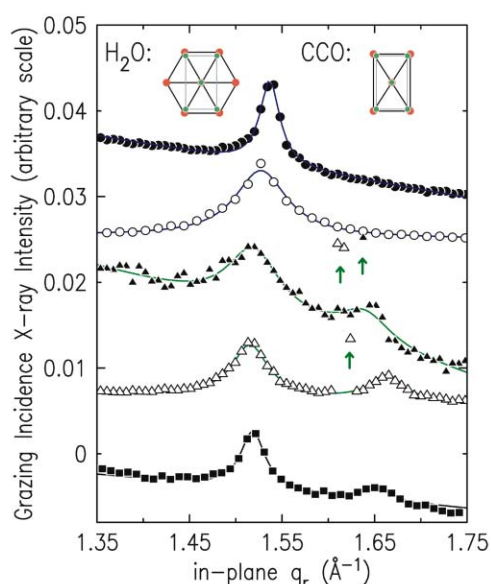 Grazing Incidence X-ray Intensity (arbitrary scale)
0.05
0.04
0.03
0.02
0.01
0
H₂O:
CCO:
1.35
1.45
1.55
1.65
1.75
in-plane qᵣ (Å⁻¹)